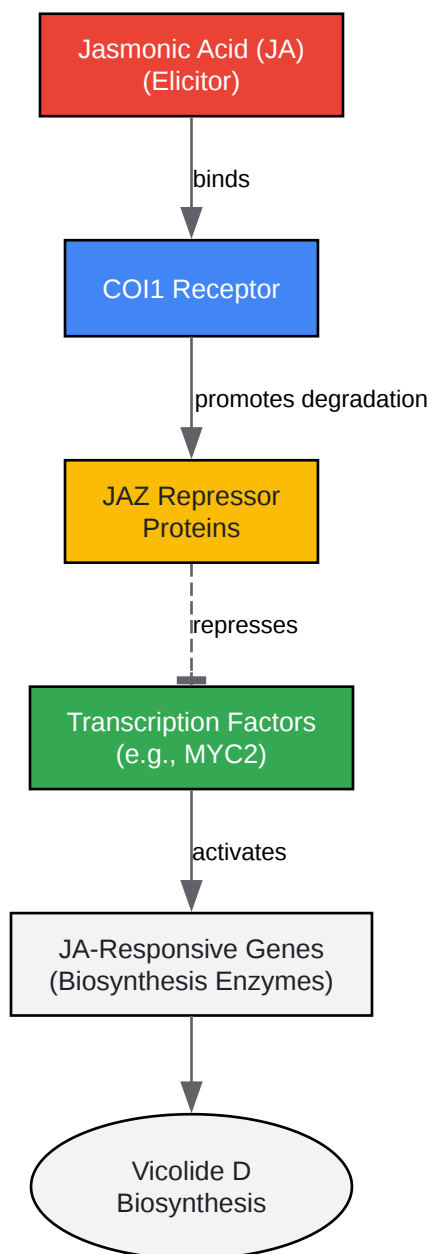 Jasmonic Acid (JA)
(Elicitor)
binds
COI1 Receptor
promotes degradation
JAZ Repressor
Proteins
represses
Transcription Factors
(e.g., MYC2)
activates
JA-Responsive Genes
(Biosynthesis Enzymes)
Vicolide D
Biosynthesis